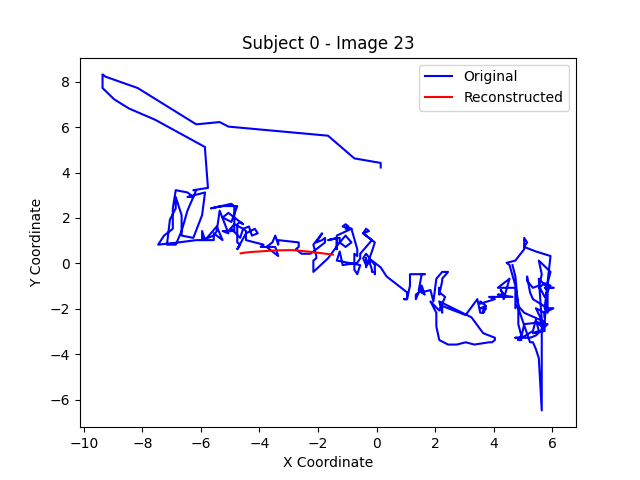 Subject 0 - Image 23
Original
Reconstructed
Y Coordinate
8
6
4
2
0
−2
−4
−6
−10 −8 −6 −4 −2 0 2 4 6
X Coordinate